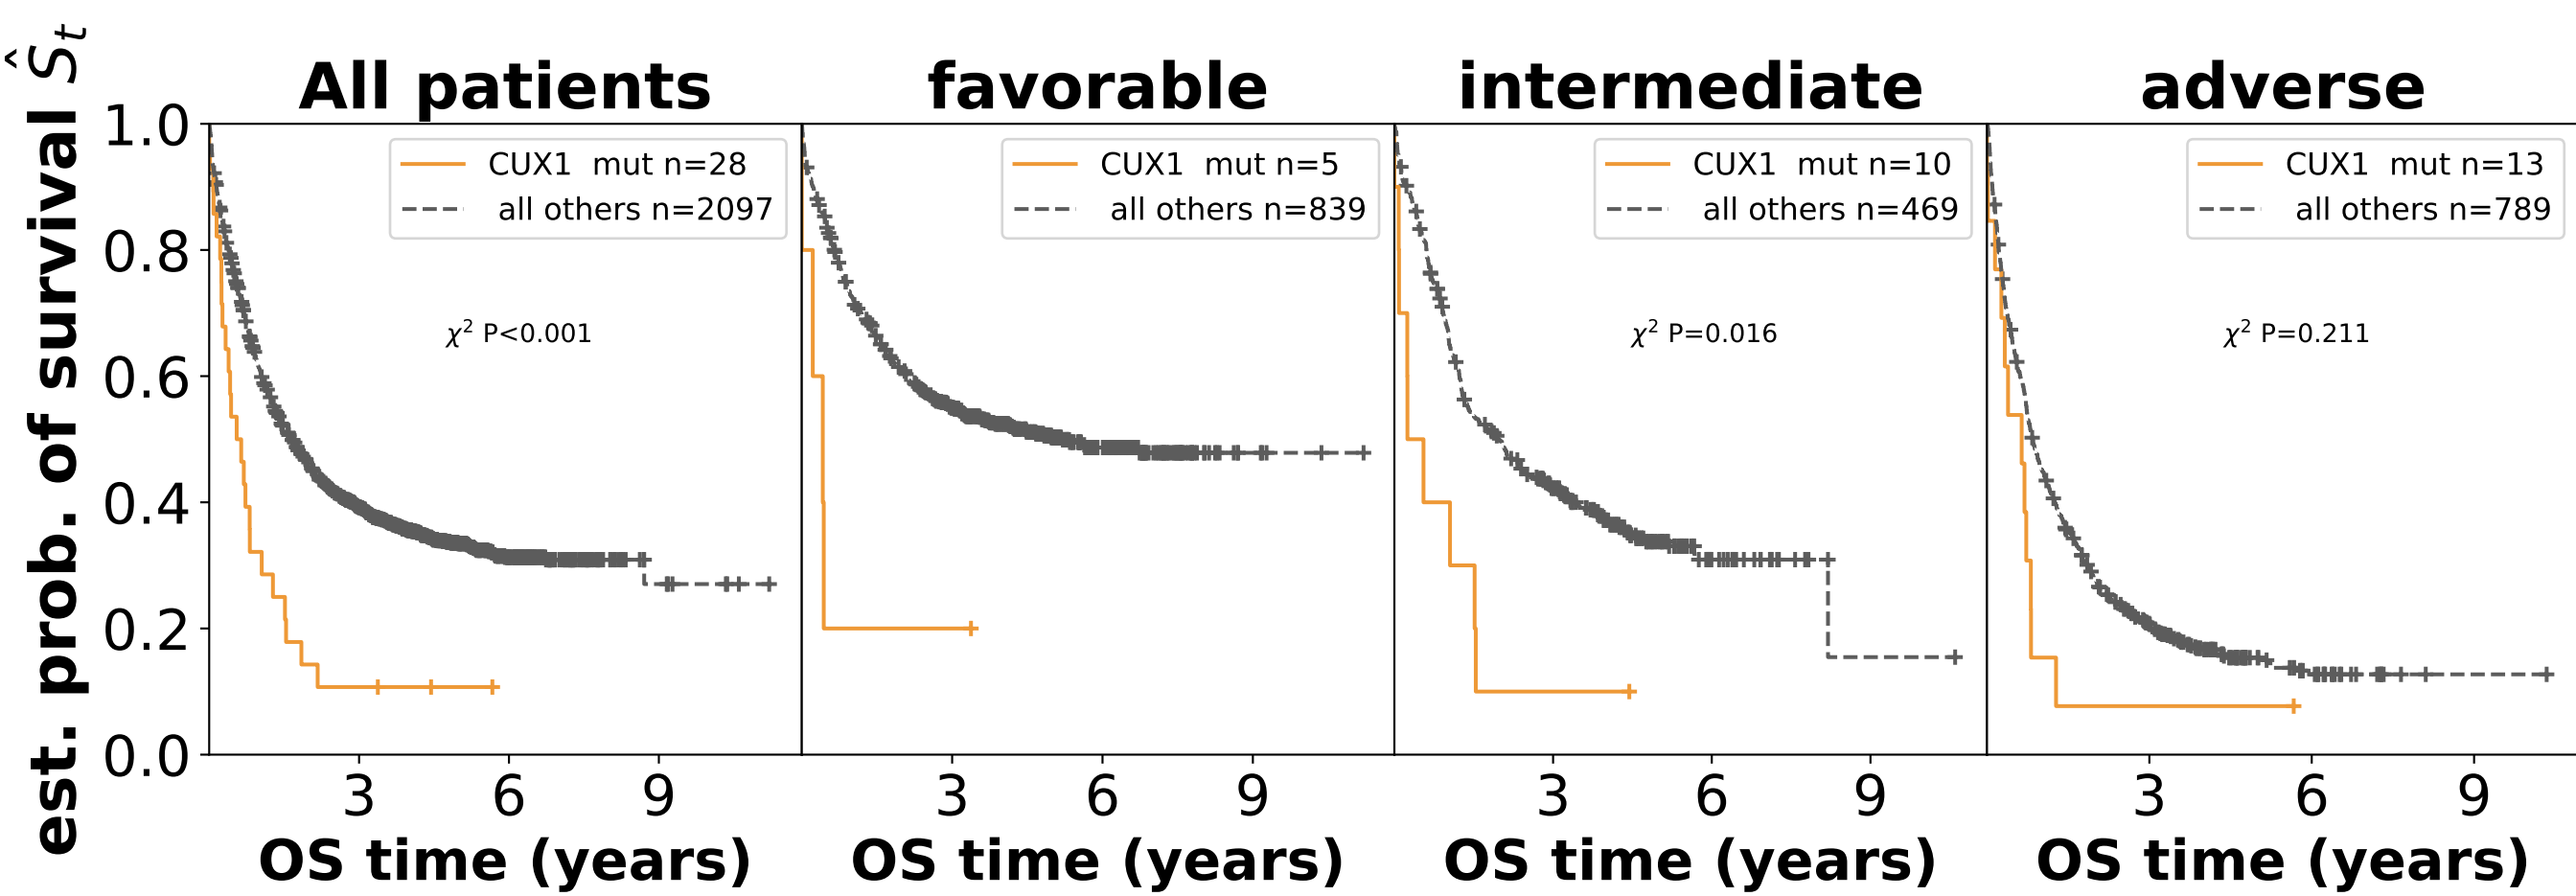 est. prob. of survival Ŝt
All patients
1.0
0.8
0.6
0.4
0.2
0.0
CUX1 mut n=28
all others n=2097
χ² P<0.001
3 6 9
OS time (years)
favorable
CUX1 mut n=5
all others n=839
3 6 9
OS time (years)
intermediate
CUX1 mut n=10
all others n=469
χ² P=0.016
3 6 9
OS time (years)
adverse
CUX1 mut n=13
all others n=789
χ² P=0.211
3 6 9
OS time (years)